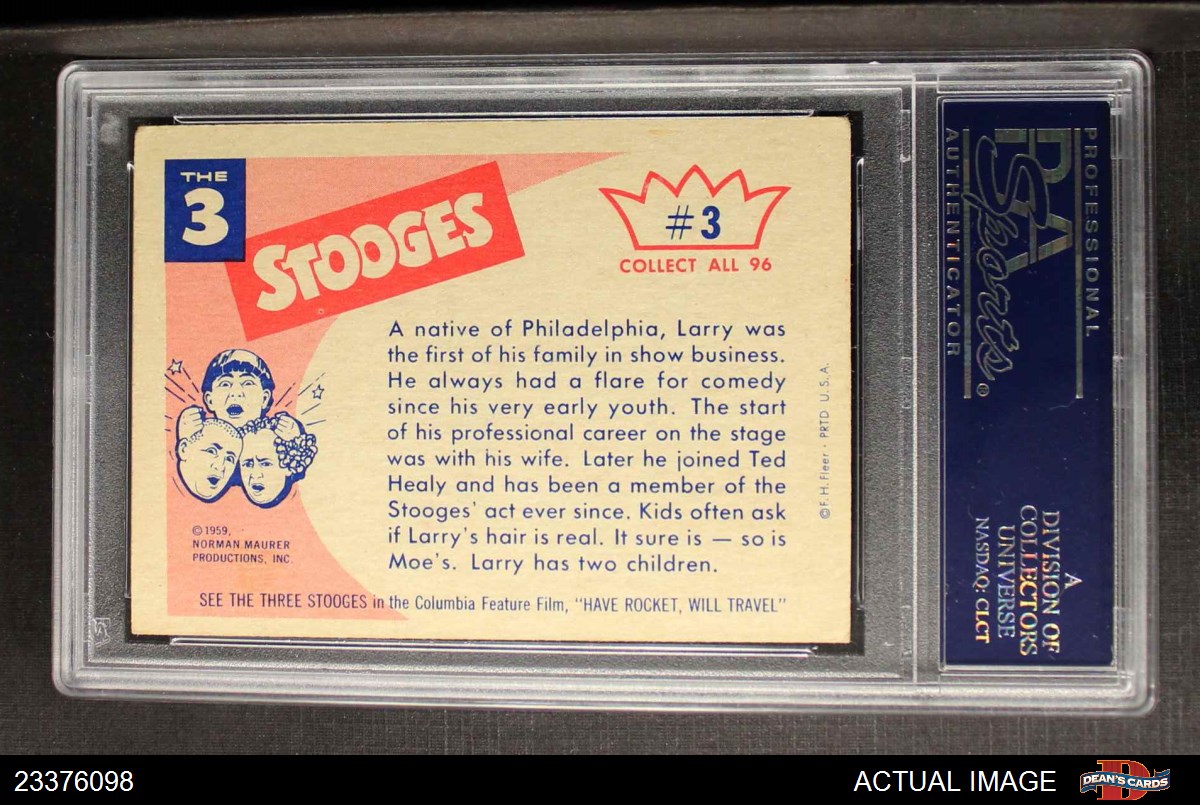 THE
3
STOOGES
#3
COLLECT ALL 96
A native of Philadelphia, Larry was
the first of his family in show business.
He always had a flare for comedy
since his very early youth. The start
of his professional career on the stage
was with his wife. Later he joined Ted
Healy and has been a member of the
Stooges' act ever since. Kids often ask
if Larry's hair is real. It sure is — so is
Moe's. Larry has two children.
©1959,
NORMAN MAURER
PRODUCTIONS, INC.
SEE THE THREE STOOGES in the Columbia Feature Film, "HAVE ROCKET, WILL TRAVEL"
© F. H. Fleer · PRTD U.S.A.
PROFESSIONAL
PSA
Sports®
AUTHENTICATOR
A
DIVISION OF
COLLECTORS
UNIVERSE
NASDAQ: CLCT
23376098
ACTUAL IMAGE
D
DEAN'S CARDS